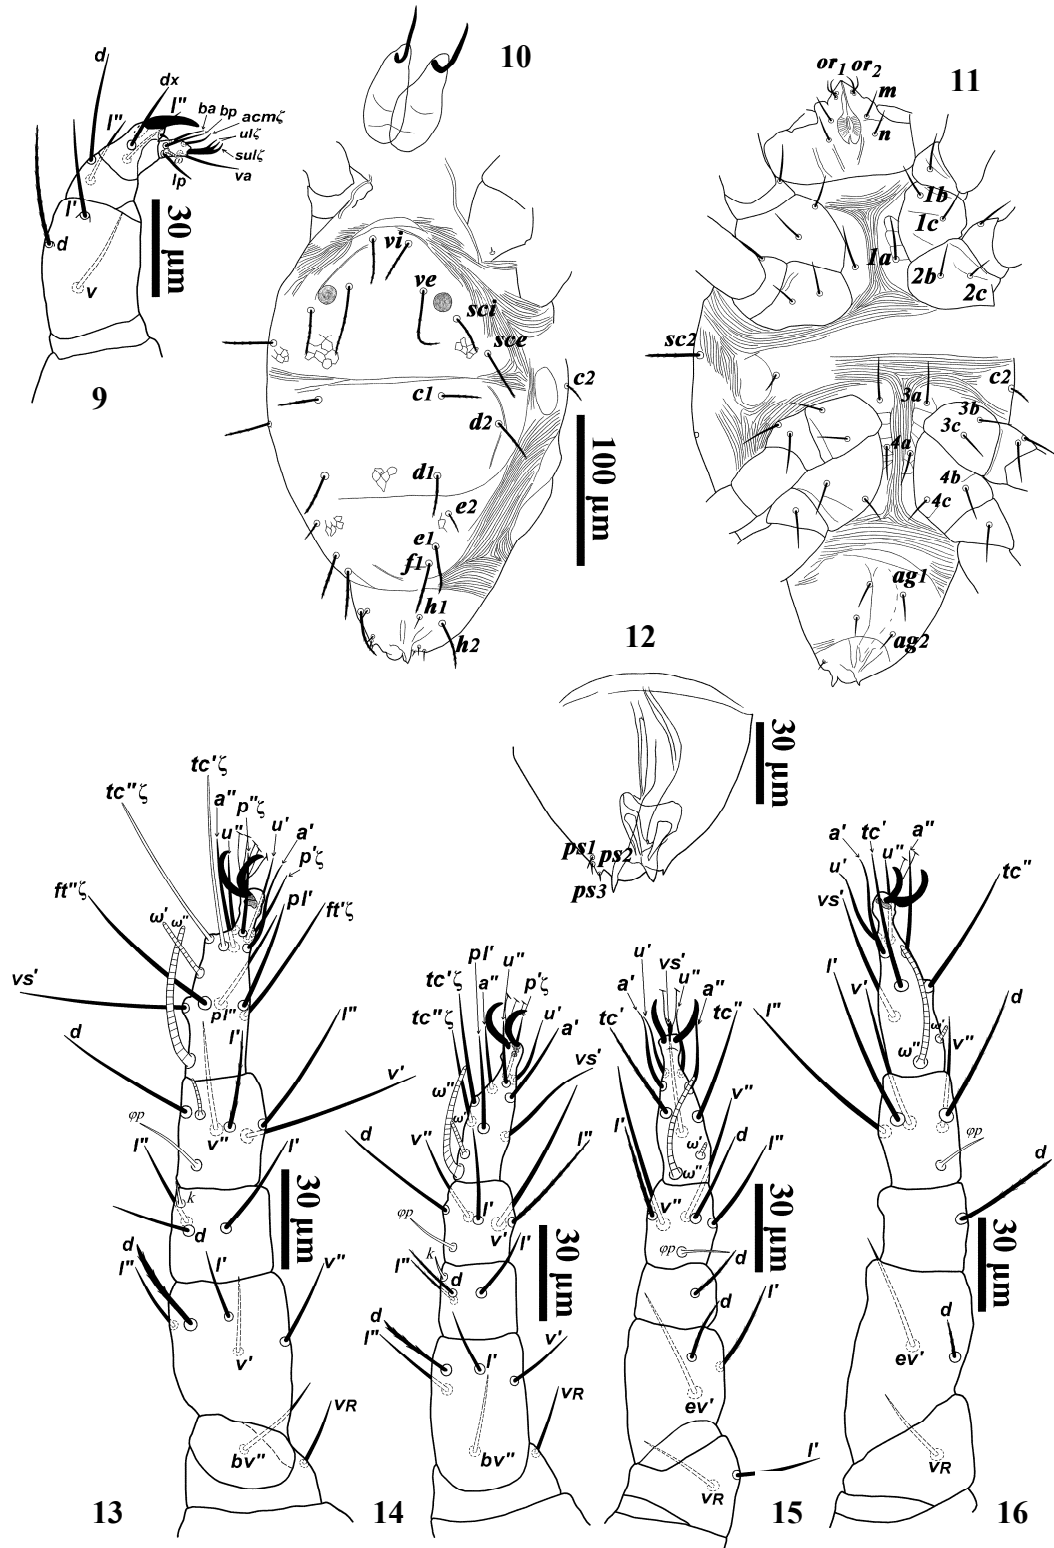 d
dx
l''
l''
ba bp acmζ
ulζ
sulζ
va
lp
l'
d
v
30 µm
9
10
vi
ve
sci
sce
c1
c2
d2
d1
e2
e1
f1
h1
h2
100 µm
11
or1 or2
m
n
1b
1c
1a
2b
2c
sc2
c2
3a
3b
3c
4a
4b
4c
ag1
ag2
12
ps1
ps2
ps3
30 µm
tc'ζ
tc''ζ
a''
p''ζ
u''
u'
a'
p'ζ
ft''ζ
ω' ω''
pl'
ft'ζ
vs'
pl''
l'
l''
d
v'
φp
v''
l''
k
l'
d
d
l''
l'
v''
v'
vR
bv''
30 µm
13
pl'
u''
tc'ζ
a''
p'ζ
tc''ζ
u'
a'
ω''
vs'
ω'
v''
d
l''
l'
v'
φp
k
l''
d
l'
d
l''
l'
v'
vR
bv''
30 µm
14
u'
vs'
u''
a'
a''
tc'
tc''
v''
l'
ω'
d
l''
ω''
v''
φp
d
d
l'
ev'
l'
vR
30 µm
15
a'
tc'
a''
u''
u'
tc''
vs'
l'
v'
d
l''
ω'
v''
ω''
φp
d
d
ev'
vR
30 µm
16